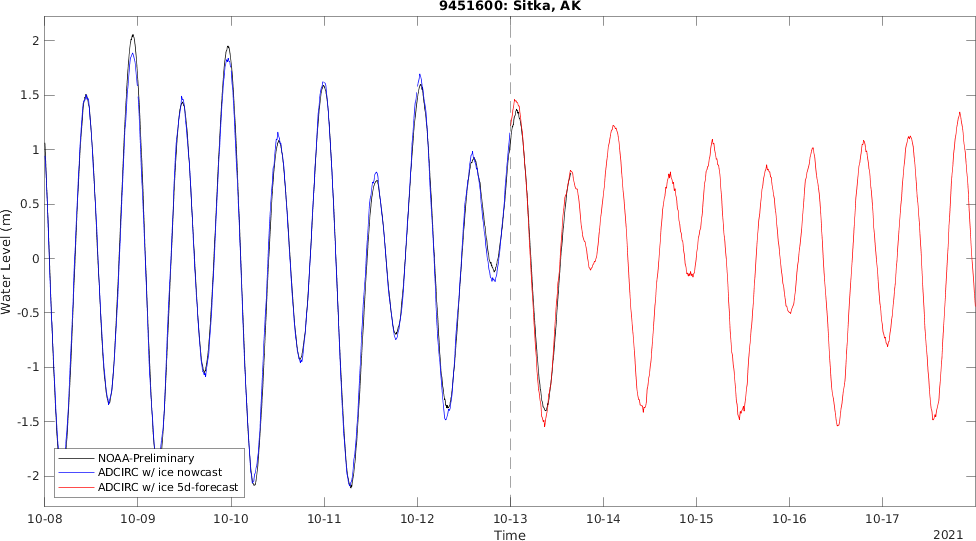 9451600: Sitka, AK
Water Level (m)
2
1.5
1
0.5
0
-0.5
-1
-1.5
-2
NOAA-Preliminary
ADCIRC w/ ice nowcast
ADCIRC w/ ice 5d-forecast
10-08 10-09 10-10 10-11 10-12 10-13 10-14 10-15 10-16 10-17
Time
2021